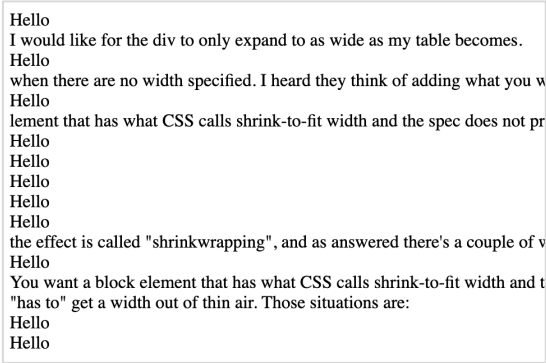 Hello
I would like for the div to only expand to as wide as my table becomes.
Hello
when there are no width specified. I heard they think of adding what you
Hello
lement that has what CSS calls shrink-to-fit width and the spec does not
Hello
Hello
Hello
Hello
Hello
the effect is called "shrinkwrapping", and as answered there's a couple of
Hello
You want a block element that has what CSS calls shrink-to-fit width and
"has to" get a width out of thin air. Those situations are:
Hello
Hello